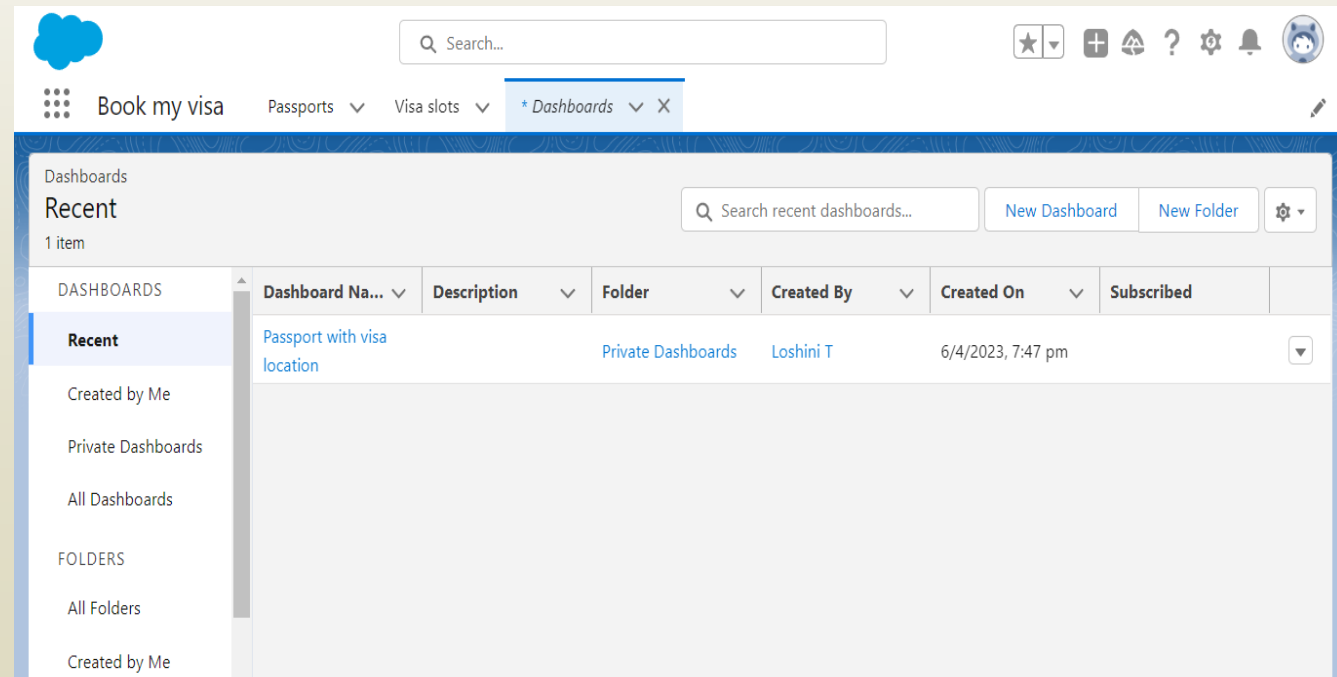 Search...
Book my visa
Passports
Visa slots
* Dashboards
Dashboards
Recent
1 item
Search recent dashboards...
New Dashboard
New Folder
DASHBOARDS
Recent
Created by Me
Private Dashboards
All Dashboards
FOLDERS
All Folders
Created by Me
Dashboard Na...
Description
Folder
Created By
Created On
Subscribed
Passport with visa
location
Private Dashboards
Loshini T
6/4/2023, 7:47 pm